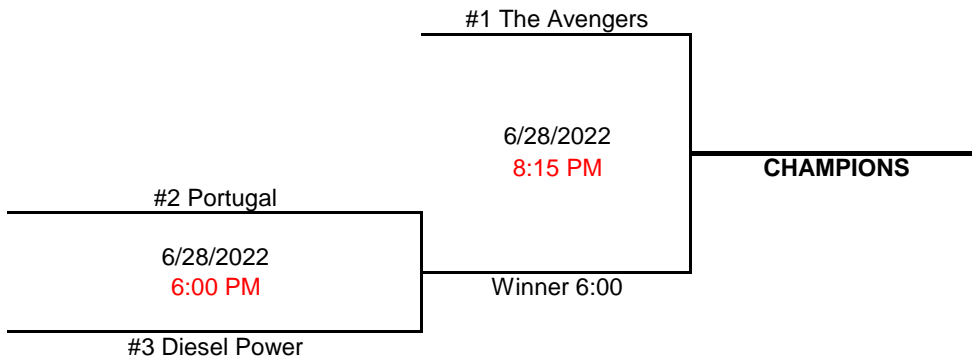 #1 The Avengers
6/28/2022
8:15 PM
CHAMPIONS
#2 Portugal
6/28/2022
6:00 PM
Winner 6:00
#3 Diesel Power